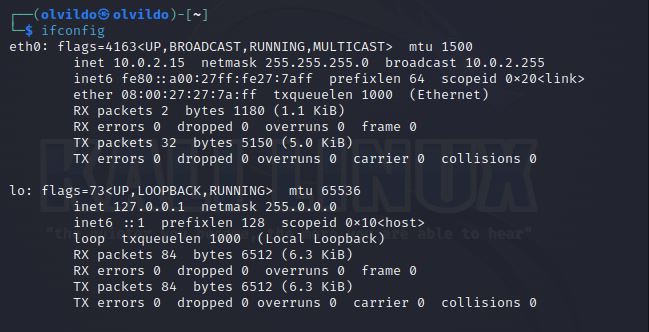 ┌──(olvildo㉿olvildo)-[~]
└─$ ifconfig
eth0: flags=4163<UP,BROADCAST,RUNNING,MULTICAST>  mtu 1500
        inet 10.0.2.15  netmask 255.255.255.0  broadcast 10.0.2.255
        inet6 fe80::a00:27ff:fe27:7aff  prefixlen 64  scopeid 0×20<link>
        ether 08:00:27:27:7a:ff  txqueuelen 1000  (Ethernet)
        RX packets 2  bytes 1180 (1.1 KiB)
        RX errors 0  dropped 0  overruns 0  frame 0
        TX packets 32  bytes 5150 (5.0 KiB)
        TX errors 0  dropped 0 overruns 0  carrier 0  collisions 0

lo: flags=73<UP,LOOPBACK,RUNNING>  mtu 65536
        inet 127.0.0.1  netmask 255.0.0.0
        inet6 ::1  prefixlen 128  scopeid 0×10<host>
        loop  txqueuelen 1000  (Local Loopback)
        RX packets 84  bytes 6512 (6.3 KiB)
        RX errors 0  dropped 0  overruns 0  frame 0
        TX packets 84  bytes 6512 (6.3 KiB)
        TX errors 0  dropped 0 overruns 0  carrier 0  collisions 0
KALI LINUX
are able to hear"